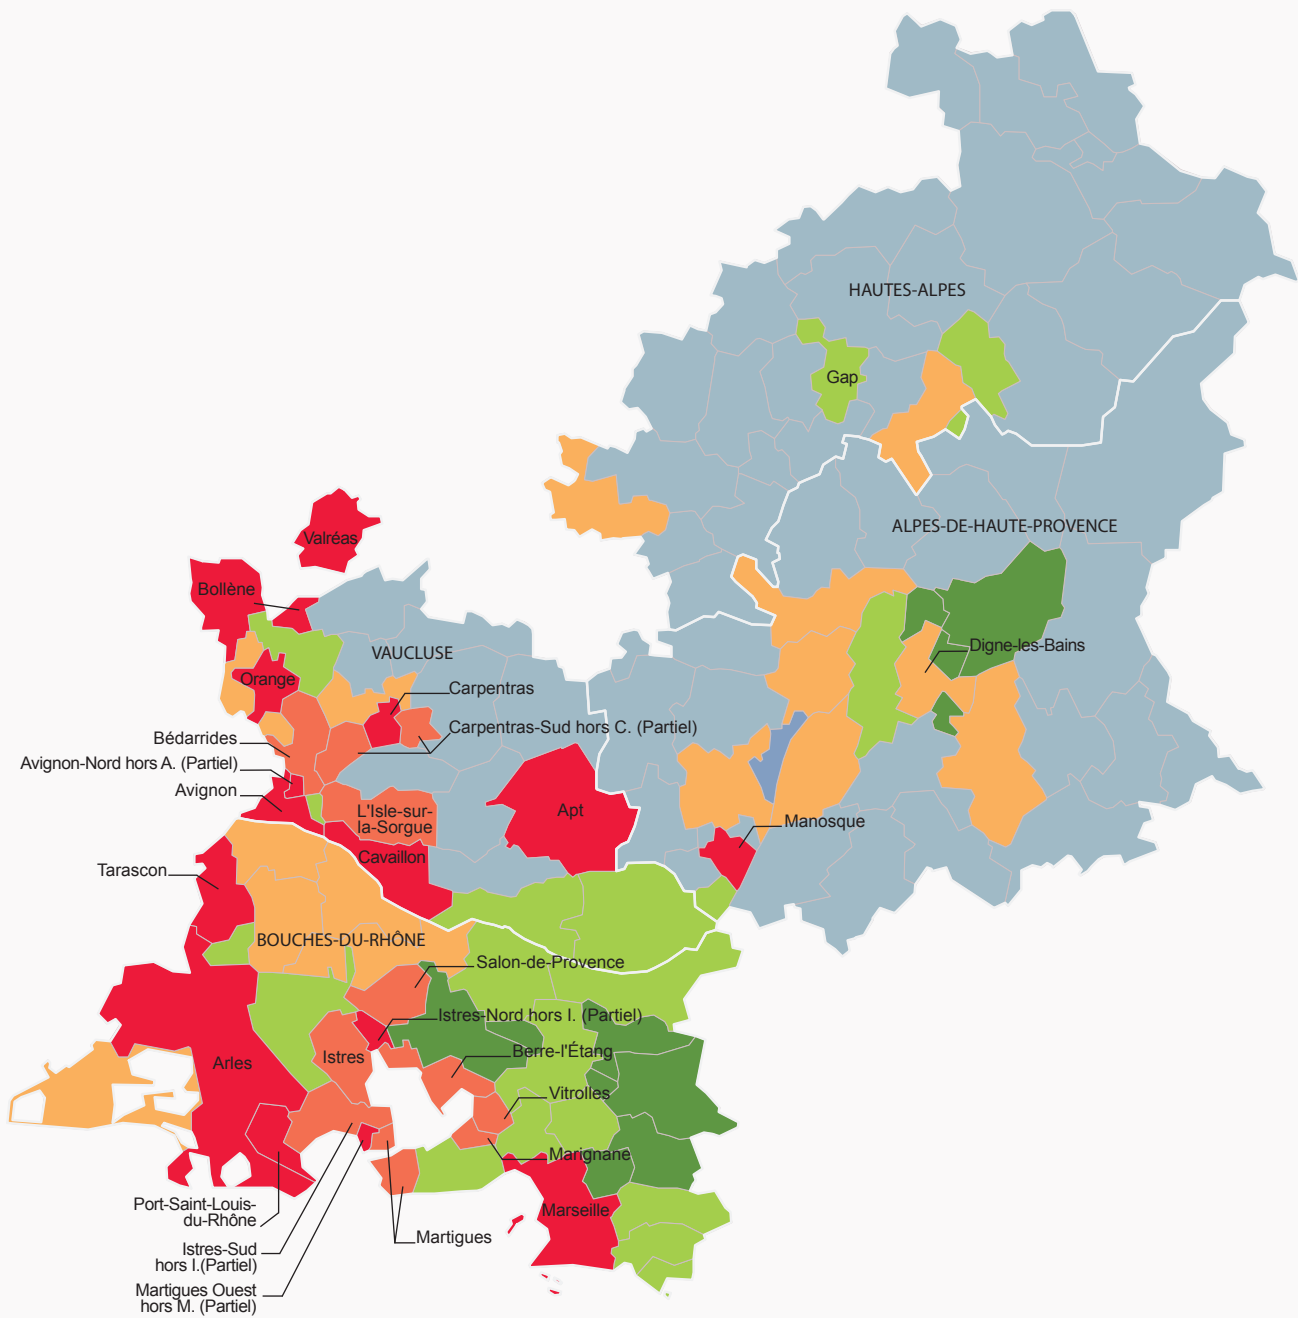 HAUTES-ALPES
Gap
ALPES-DE-HAUTE-PROVENCE
Valréas
Bollène
VAUCLUSE
Digne-les-Bains
Orange
Carpentras
Carpentras-Sud hors C. (Partiel)
Bédarrides
Avignon-Nord hors A. (Partiel)
Avignon
Apt
L'Isle-sur-
la-Sorgue
Manosque
Cavaillon
Tarascon
BOUCHES-DU-RHÔNE
Salon-de-Provence
Istres-Nord hors I. (Partiel)
Berre-l'Étang
Istres
Arles
Vitrolles
Marignane
Port-Saint-Louis-
du-Rhône
Marseille
Martigues
Istres-Sud
hors I.(Partiel)
Martigues Ouest
hors M. (Partiel)